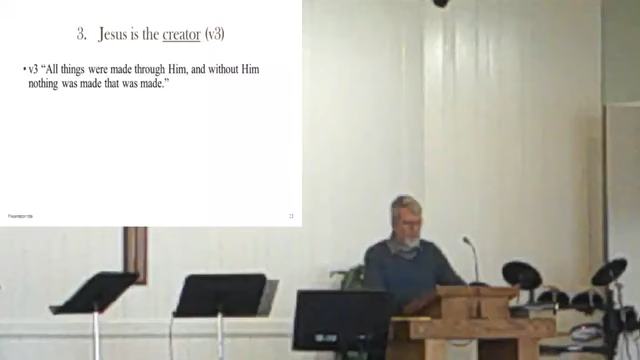 3. Jesus is the creator (v3)
• v3 “All things were made through Him, and without Him
nothing was made that was made.”